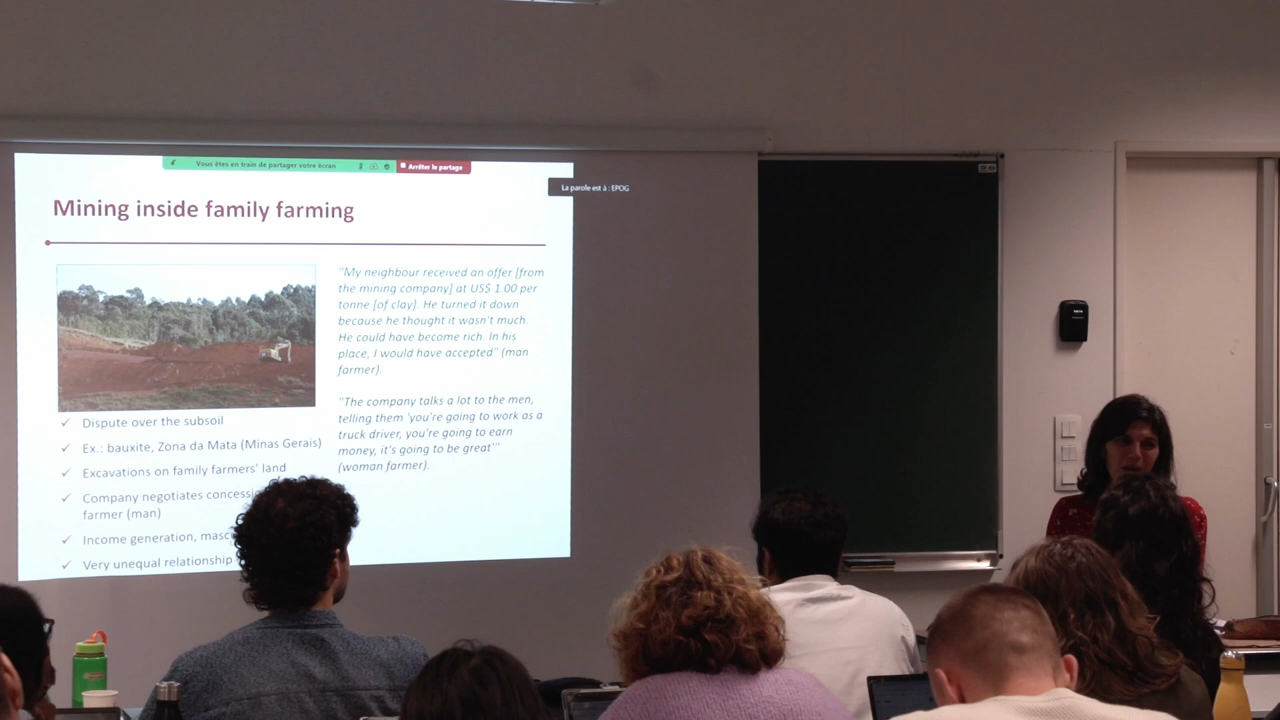 Vous êtes en train de partager votre écran
Arrêter le partage
La parole est à : EPOG
Mining inside family farming
"My neighbour received an offer [from
the mining company] at US$ 1.00 per
tonne [of clay]. He turned it down
because he thought it wasn't much.
He could have become rich. In his
place, I would have accepted" (man
farmer).
"The company talks a lot to the men,
telling them 'you're going to work as a
truck driver, you're going to earn
money, it's going to be great'"
(woman farmer).
✓ Dispute over the subsoil
✓ Ex.: bauxite, Zona da Mata (Minas Gerais)
✓ Excavations on family farmers' land
✓ Company negotiates
farmer (man)
✓ Income generation,
✓ Very unequal relationship